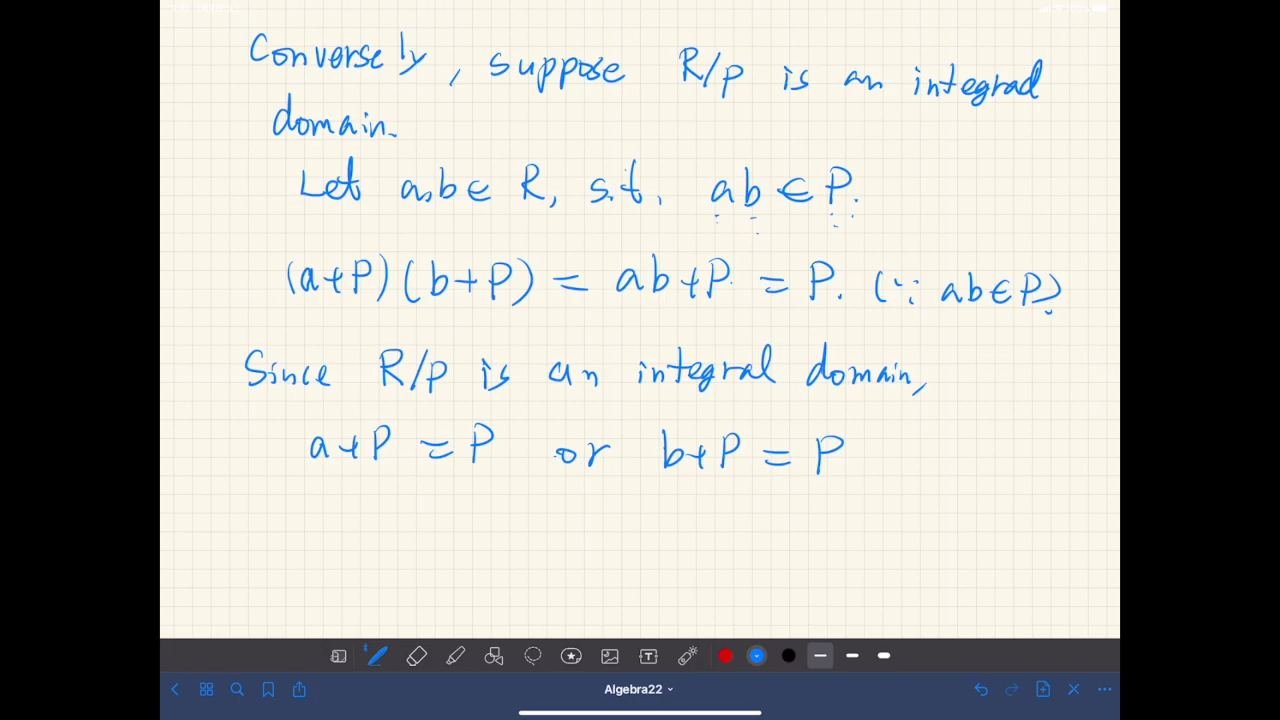 Conversely, suppose R/P is an integral
domain.
Let a,b ∈ R, s.t. ab ∈ P.
(a+P)(b+P) = ab+P = P. (∵ ab∈P)
Since R/P is an integral domain,
a+P = P or b+P = P
Algebra22